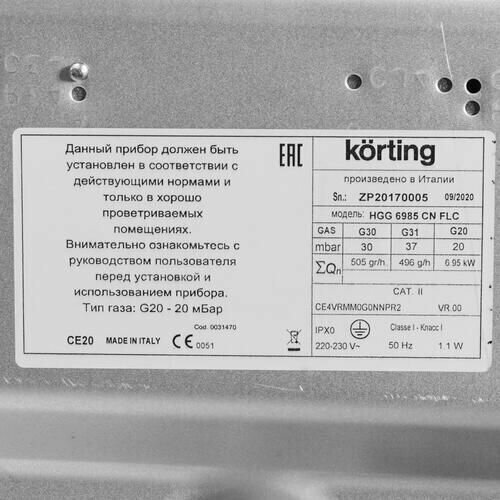 Данный прибор должен быть
установлен в соответствии с
действующими нормами и
только в хорошо
проветриваемых
помещениях.
Внимательно ознакомьтесь с
руководством пользователя
перед установкой и
использованием прибора.
Тип газа: G20 - 20 мБар
Cod. 0031470
CE20 MADE IN ITALY CE 0051
EAC
körting
произведено в Италии
Sn.: ZP20170005 09/2020
модель: HGG 6985 CN FLC
GAS G30 G31 G20
mbar 30 37 20
∑Qn 505 gr/h. 496 g/h 6.95 kW
CAT. II
CE4VRMM0G0NNPR2 VR.00
IPX0 Classe I - Класс I
220-230 V~ 50 Hz 1.1 W